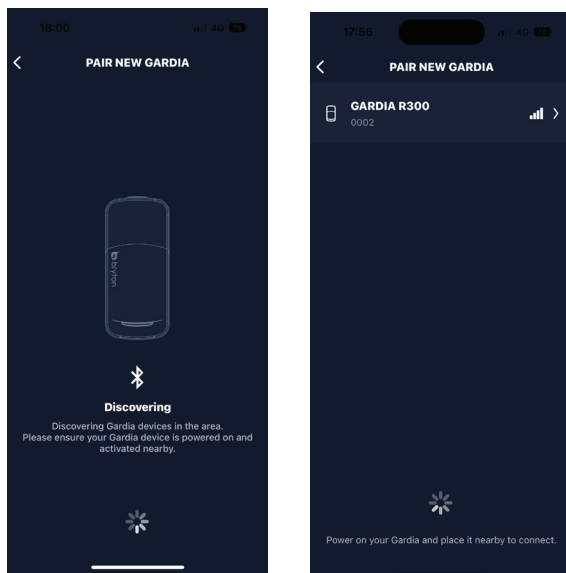 18:00
4G 75
PAIR NEW GARDIA
bryton
Discovering
Discovering Gardia devices in the area.
Please ensure your Gardia device is powered on and
activated nearby.
17:56
4G 75
PAIR NEW GARDIA
GARDIA R300
0002
Power on your Gardia and place it nearby to connect.